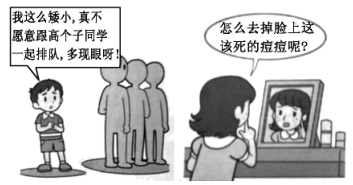 我这么矮小,真不
愿意跟高个子同学
一起排队,多现眼呀!
怎么去掉脸上这
该死的痘痘呢?